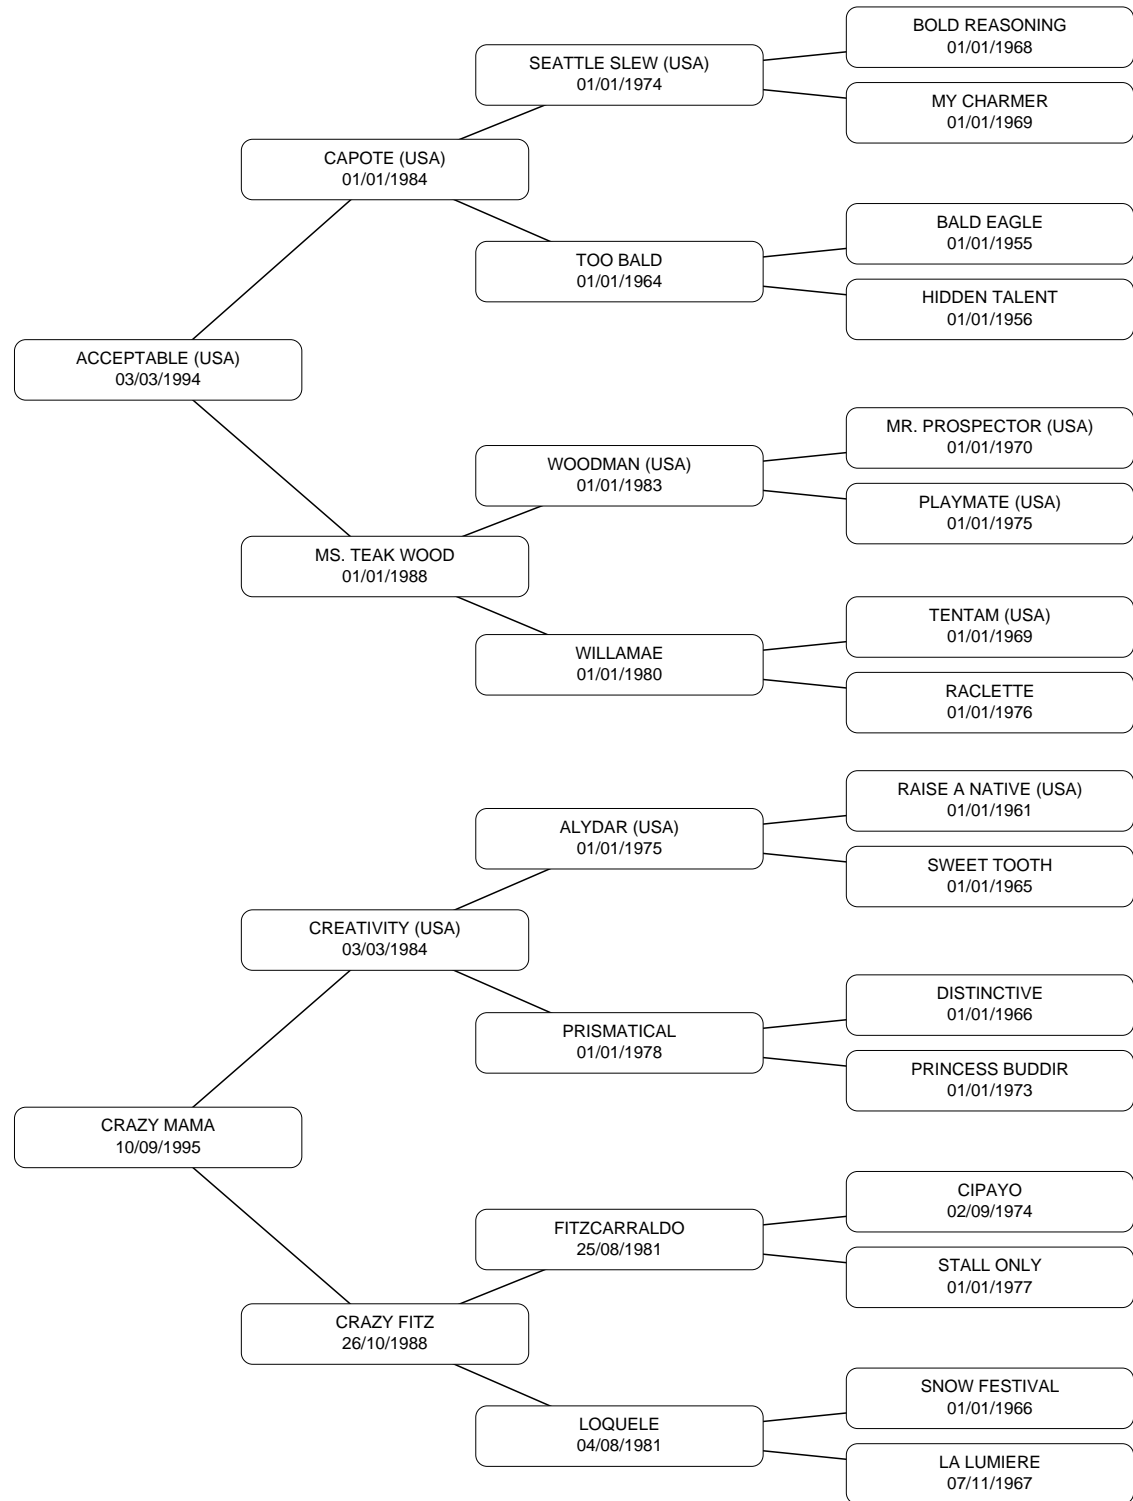 BOLD REASONING
01/01/1968
SEATTLE SLEW (USA)
01/01/1974
MY CHARMER
01/01/1969
CAPOTE (USA)
01/01/1984
BALD EAGLE
01/01/1955
TOO BALD
01/01/1964
HIDDEN TALENT
01/01/1956
ACCEPTABLE (USA)
03/03/1994
MR. PROSPECTOR (USA)
01/01/1970
WOODMAN (USA)
01/01/1983
PLAYMATE (USA)
01/01/1975
MS. TEAK WOOD
01/01/1988
TENTAM (USA)
01/01/1969
WILLAMAE
01/01/1980
RACLETTE
01/01/1976
RAISE A NATIVE (USA)
01/01/1961
ALYDAR (USA)
01/01/1975
SWEET TOOTH
01/01/1965
CREATIVITY (USA)
03/03/1984
DISTINCTIVE
01/01/1966
PRISMATICAL
01/01/1978
PRINCESS BUDDIR
01/01/1973
CRAZY MAMA
10/09/1995
CIPAYO
02/09/1974
FITZCARRALDO
25/08/1981
STALL ONLY
01/01/1977
CRAZY FITZ
26/10/1988
SNOW FESTIVAL
01/01/1966
LOQUELE
04/08/1981
LA LUMIERE
07/11/1967